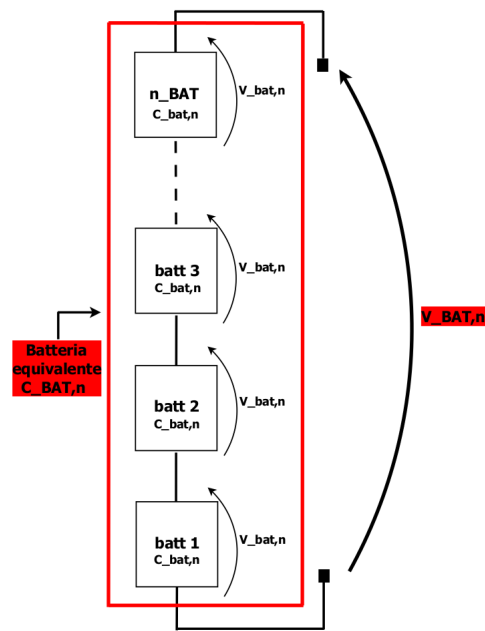 n_BAT
C_bat,n
V_bat,n
batt 3
C_bat,n
V_bat,n
Batteria
equivalente
C_BAT,n
V_BAT,n
batt 2
C_bat,n
V_bat,n
batt 1
C_bat,n
V_bat,n